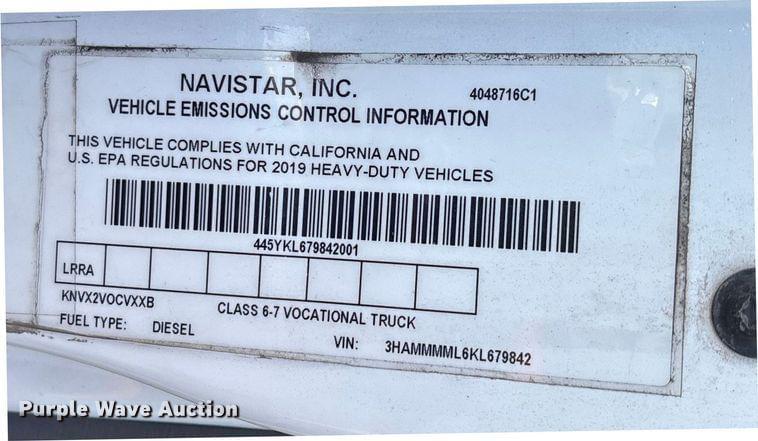 NAVISTAR, INC.
4048716C1
VEHICLE EMISSIONS CONTROL INFORMATION
THIS VEHICLE COMPLIES WITH CALIFORNIA AND
U.S. EPA REGULATIONS FOR 2019 HEAVY-DUTY VEHICLES
445YKL679842001
LRRA
KNVX2VOCVXXB
CLASS 6-7 VOCATIONAL TRUCK
FUEL TYPE: DIESEL
VIN: 3HAMMMML6KL679842
Purple Wave Auction